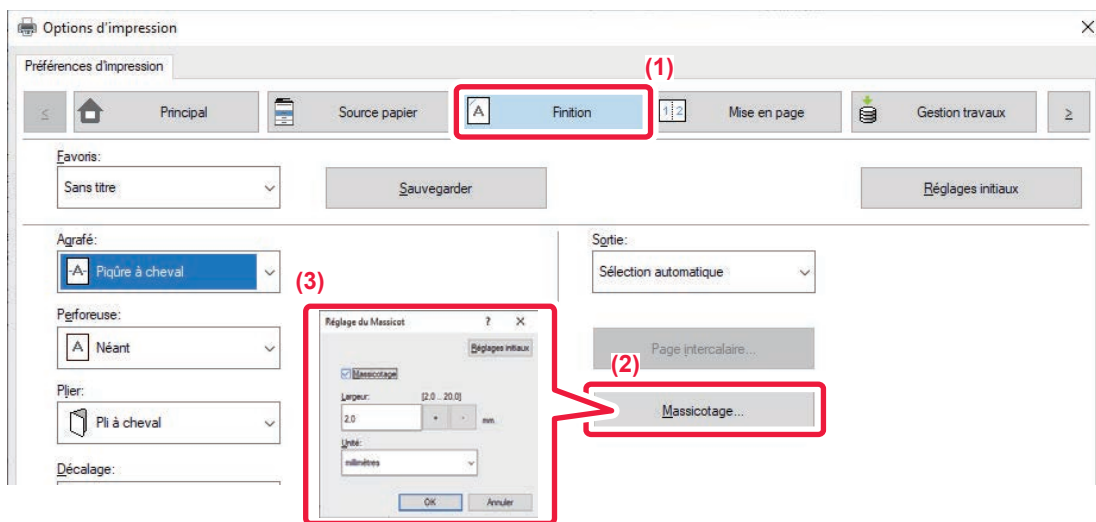 Options d'impression
Préférences d'impression
(1)
≤ Principal Source papier A Finition 1 2 Mise en page Gestion travaux ≥
Favoris:
Sans titre Sauvegarder Réglages initiaux
Agrafé: Sortie:
-A- Piqûre à cheval Sélection automatique
(3)
Perforeuse: Réglage du Massicot ? ×
A Néant Réglages initiaux Page intercalaire...
(2)
Massicotage
Plier: Largeur: [2.0 .. 20.0]
Pli à cheval 2,0 + - mm. Massicotage...
Unité:
millimètres
Décalage:
OK Annuler